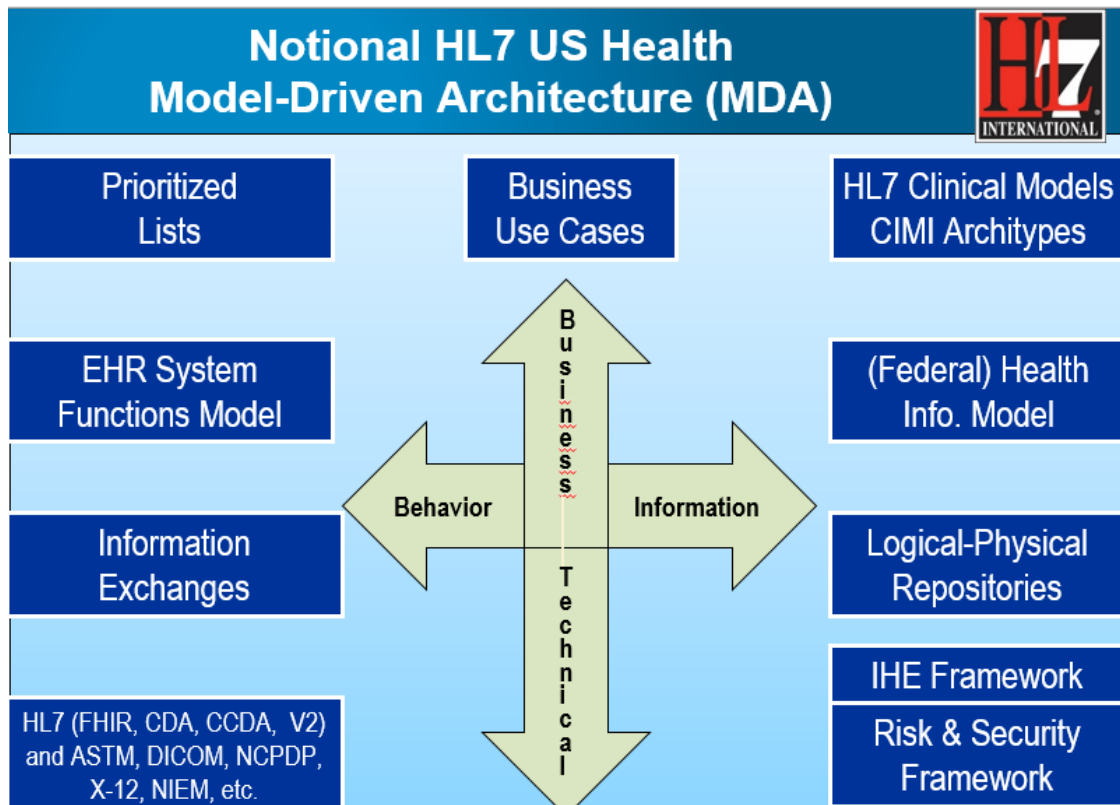 Notional HL7 US Health
Model-Driven Architecture (MDA)
HL7
INTERNATIONAL®
Prioritized
Lists
Business
Use Cases
HL7 Clinical Models
CIMI Architypes
EHR System
Functions Model
(Federal) Health
Info. Model
Business
Behavior
Information
Technical
Information
Exchanges
Logical-Physical
Repositories
IHE Framework
HL7 (FHIR, CDA, CCDA, V2)
and ASTM, DICOM, NCPDP,
X-12, NIEM, etc.
Risk & Security
Framework